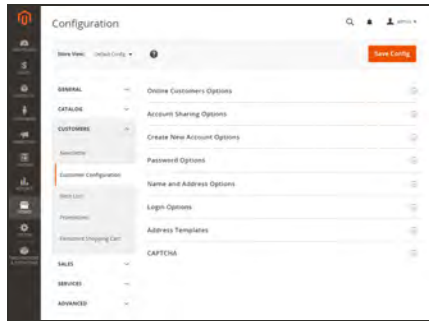 Configuration
admin
Store View: Default Config
Save Config
GENERAL
CATALOG
CUSTOMERS
Newsletter
Customer Configuration
Wish List
Promotions
Persistent Shopping Cart
SALES
SERVICES
ADVANCED
Online Customers Options
Account Sharing Options
Create New Account Options
Password Options
Name and Address Options
Login Options
Address Templates
CAPTCHA